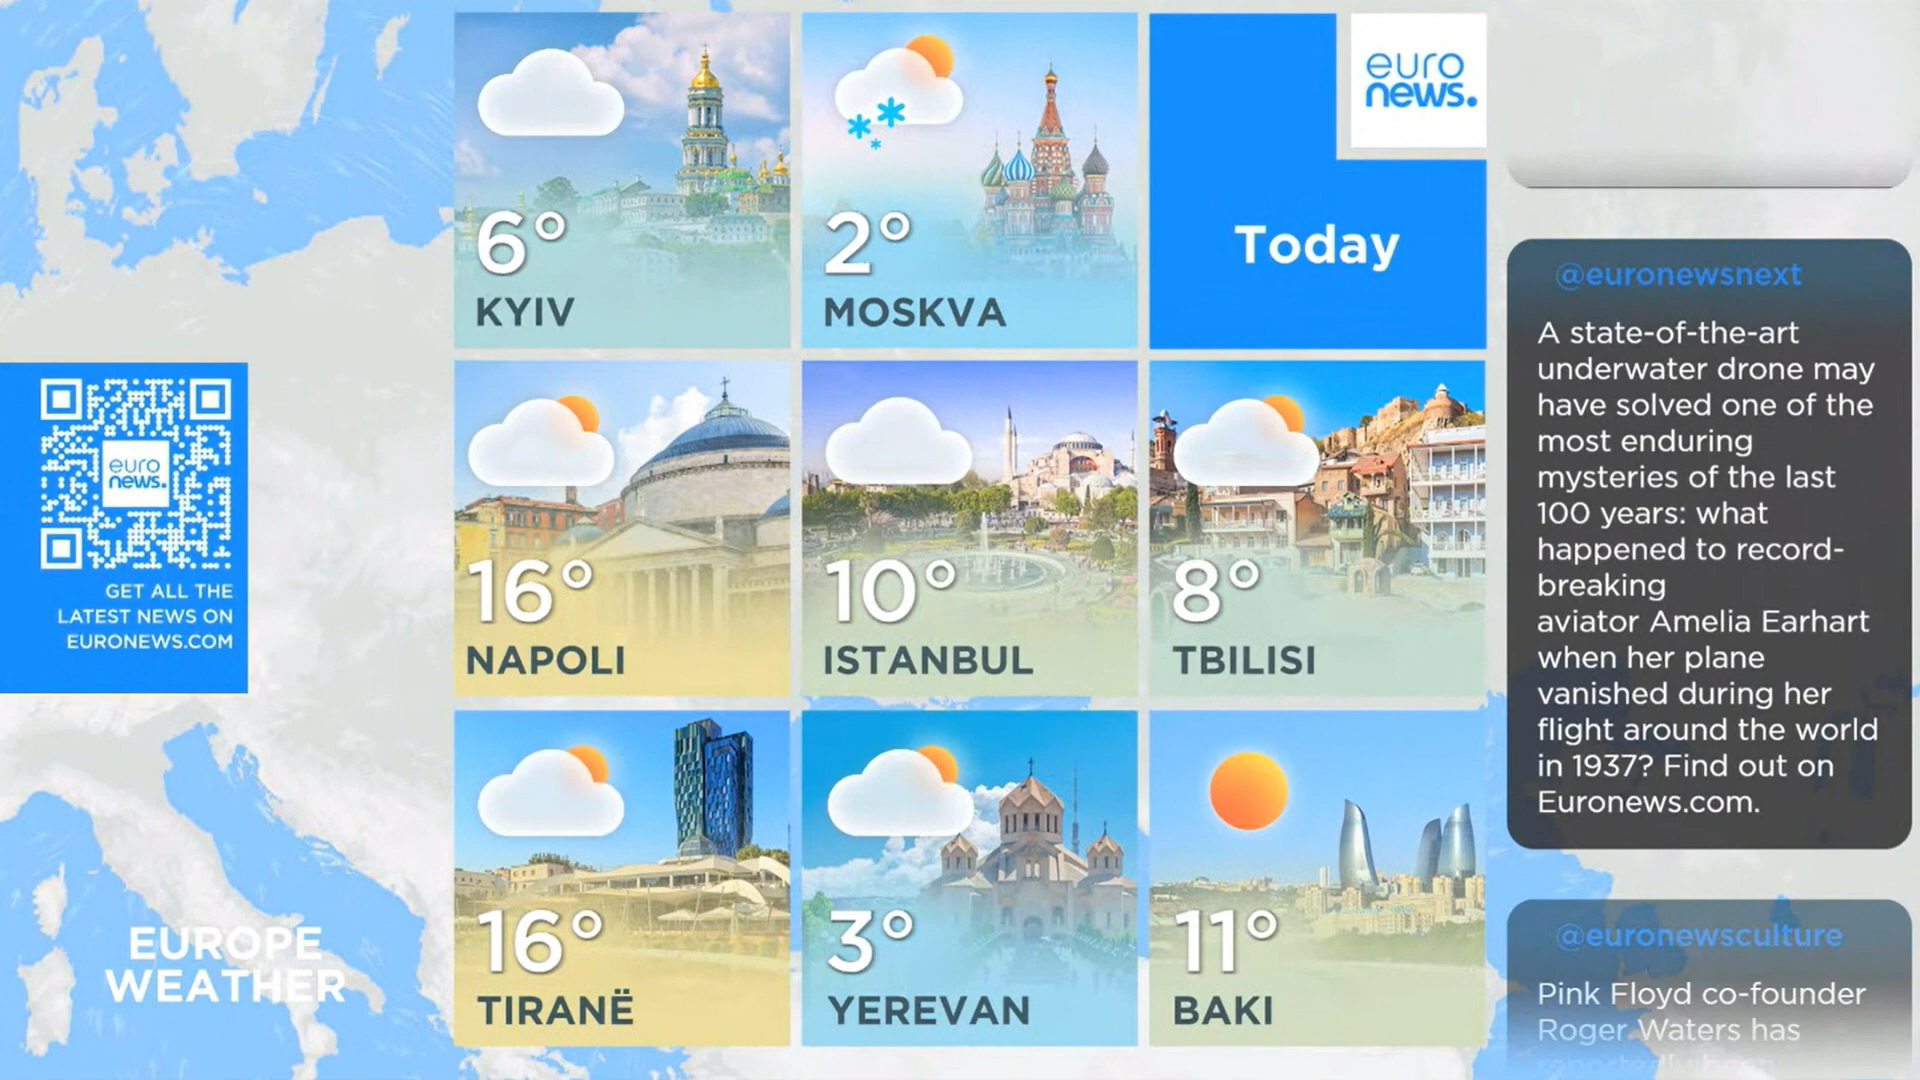 6°
KYIV
2°
MOSKVA
euro
news.
Today
16°
NAPOLI
10°
ISTANBUL
8°
TBILISI
16°
TIRANË
3°
YEREVAN
11°
BAKI
euro
news.
GET ALL THE
LATEST NEWS ON
EURONEWS.COM
EUROPE
WEATHER
@euronewsnext
A state-of-the-art
underwater drone may
have solved one of the
most enduring
mysteries of the last
100 years: what
happened to record-
breaking
aviator Amelia Earhart
when her plane
vanished during her
flight around the world
in 1937? Find out on
Euronews.com.
@euronewsculture
Pink Floyd co-founder
Roger Waters has